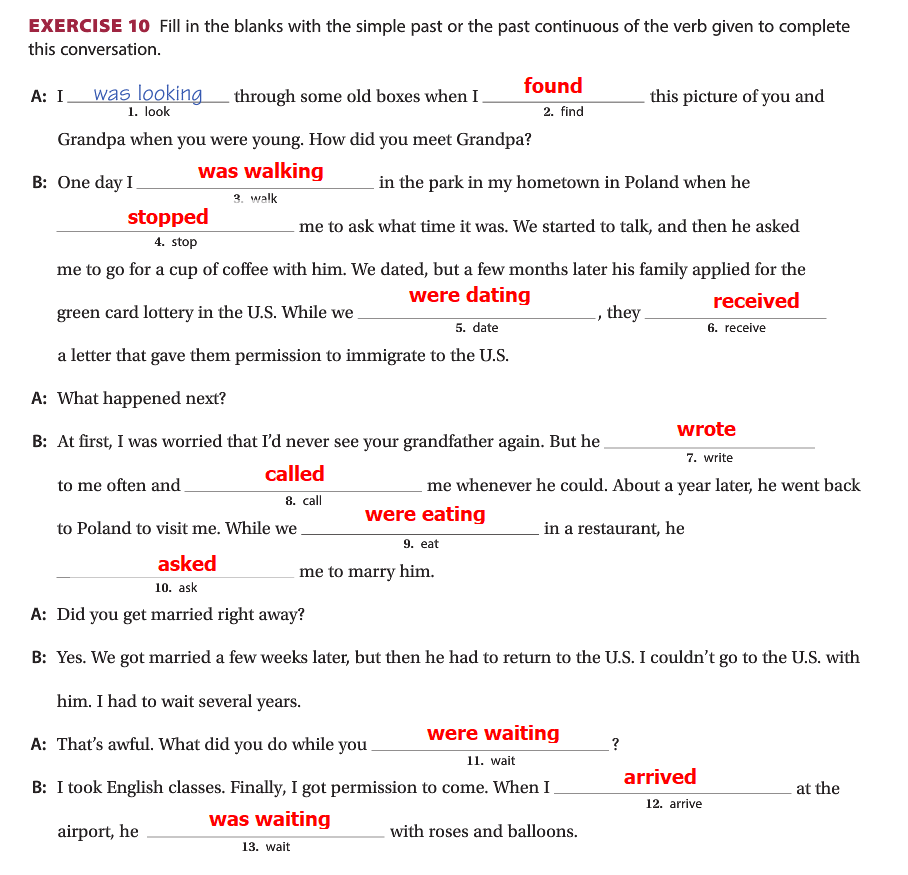 EXERCISE 10 Fill in the blanks with the simple past or the past continuous of the verb given to complete
this conversation.
A: I was looking through some old boxes when I found this picture of you and
1. look 2. find
Grandpa when you were young. How did you meet Grandpa?
B: One day I was walking in the park in my hometown in Poland when he
3. walk
stopped me to ask what time it was. We started to talk, and then he asked
4. stop
me to go for a cup of coffee with him. We dated, but a few months later his family applied for the
green card lottery in the U.S. While we were dating, they received
5. date 6. receive
a letter that gave them permission to immigrate to the U.S.
A: What happened next?
B: At first, I was worried that I'd never see your grandfather again. But he wrote
7. write
to me often and called me whenever he could. About a year later, he went back
8. call
to Poland to visit me. While we were eating in a restaurant, he
9. eat
asked me to marry him.
10. ask
A: Did you get married right away?
B: Yes. We got married a few weeks later, but then he had to return to the U.S. I couldn't go to the U.S. with
him. I had to wait several years.
A: That's awful. What did you do while you were waiting?
11. wait
B: I took English classes. Finally, I got permission to come. When I arrived at the
12. arrive
airport, he was waiting with roses and balloons.
13. wait